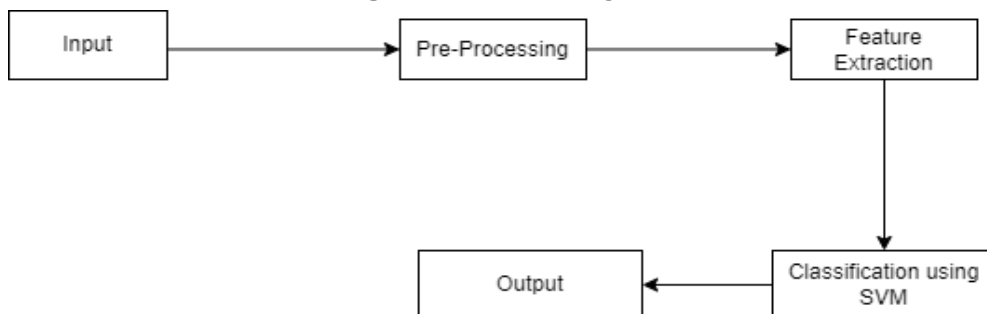 Input
Pre-Processing
Feature
Extraction
Classification using
SVM
Output